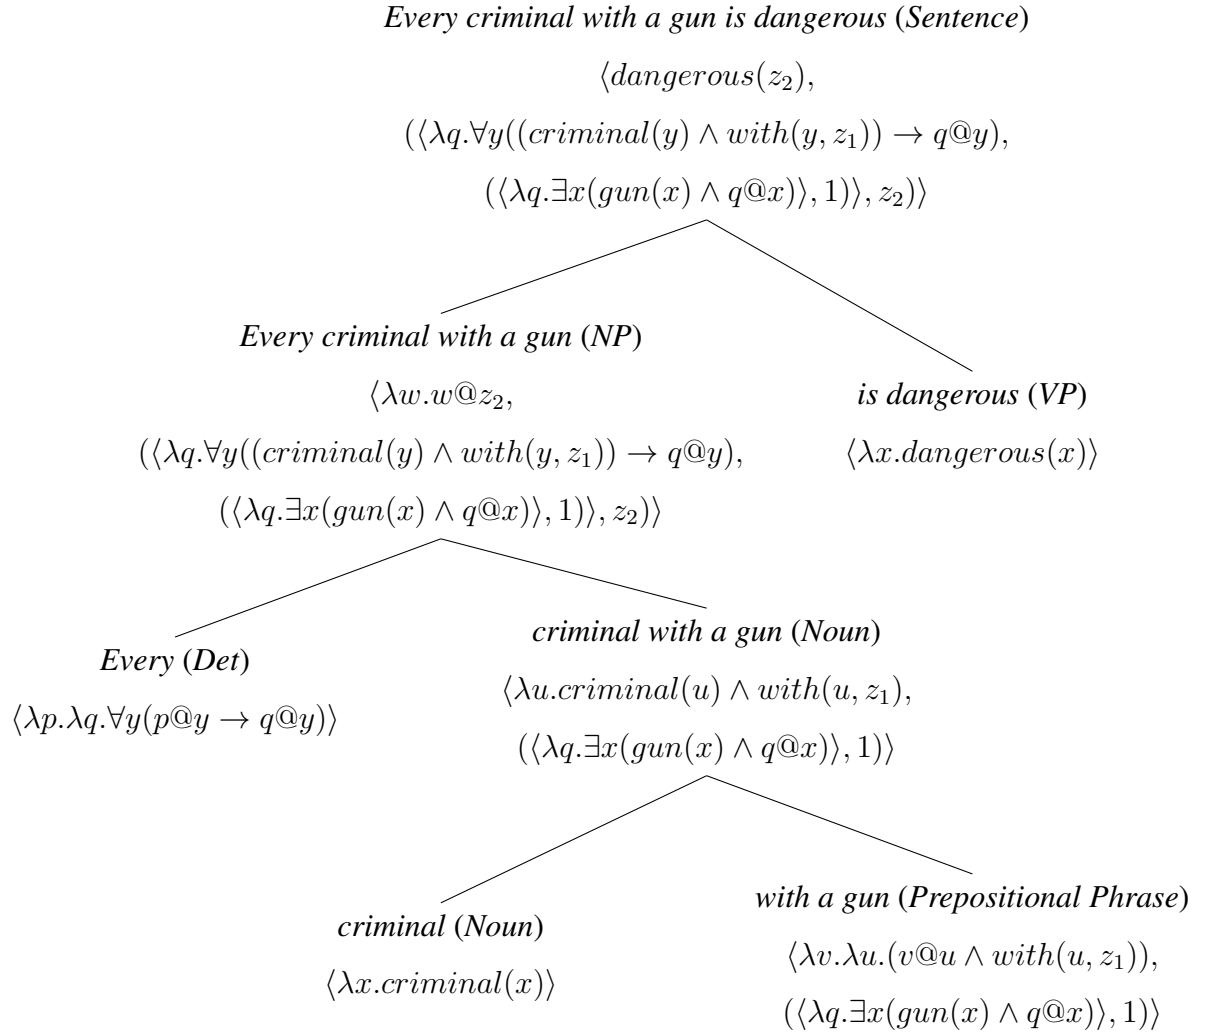 Every criminal with a gun is dangerous (Sentence)
⟨dangerous(z₂),
(⟨λq.∀y((criminal(y) ∧ with(y, z₁)) → q@y),
(⟨λq.∃x(gun(x) ∧ q@x)⟩, 1)⟩, z₂)⟩
Every criminal with a gun (NP)
⟨λw.w@z₂,
(⟨λq.∀y((criminal(y) ∧ with(y, z₁)) → q@y),
(⟨λq.∃x(gun(x) ∧ q@x)⟩, 1)⟩, z₂)⟩
is dangerous (VP)
⟨λx.dangerous(x)⟩
Every (Det)
⟨λp.λq.∀y(p@y → q@y)⟩
criminal with a gun (Noun)
⟨λu.criminal(u) ∧ with(u, z₁),
(⟨λq.∃x(gun(x) ∧ q@x)⟩, 1)⟩
criminal (Noun)
⟨λx.criminal(x)⟩
with a gun (Prepositional Phrase)
⟨λv.λu.(v@u ∧ with(u, z₁)),
(⟨λq.∃x(gun(x) ∧ q@x)⟩, 1)⟩